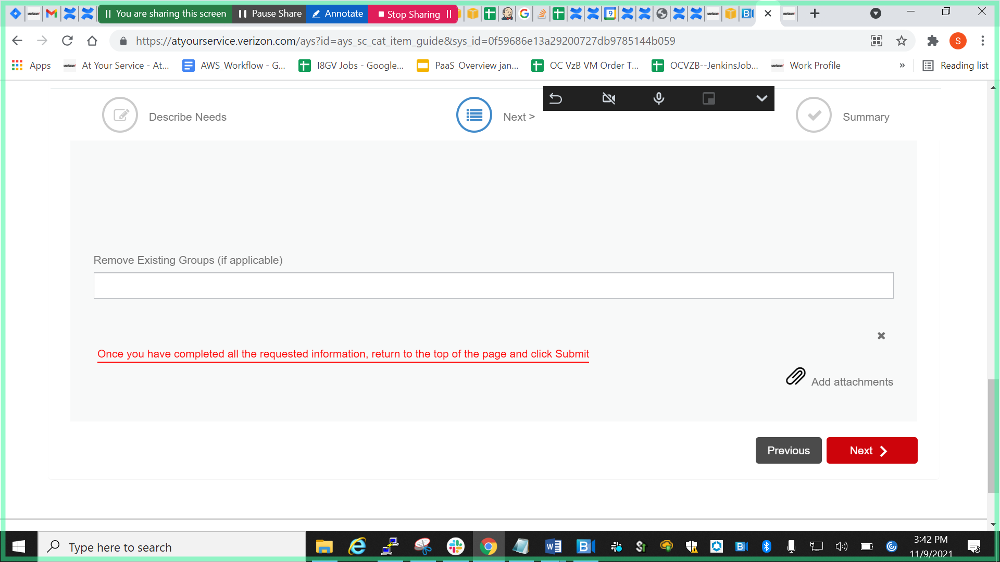 You are sharing this screen
Pause Share
Annotate
Stop Sharing
https://atyourservice.verizon.com/ays?id=ays_sc_cat_item_guide&sys_id=0f59686e13a29200727db9785144b059
S
Apps
At Your Service - At...
AWS_Workflow - G...
I8GV Jobs - Google...
PaaS_Overview jan...
OC VzB VM Order T...
OCVZB--JenkinsJob...
Work Profile
»
Reading list
Describe Needs
Next >
Summary
Remove Existing Groups (if applicable)
Once you have completed all the requested information, return to the top of the page and click Submit
Add attachments
Previous
Next
Type here to search
3:42 PM
11/9/2021